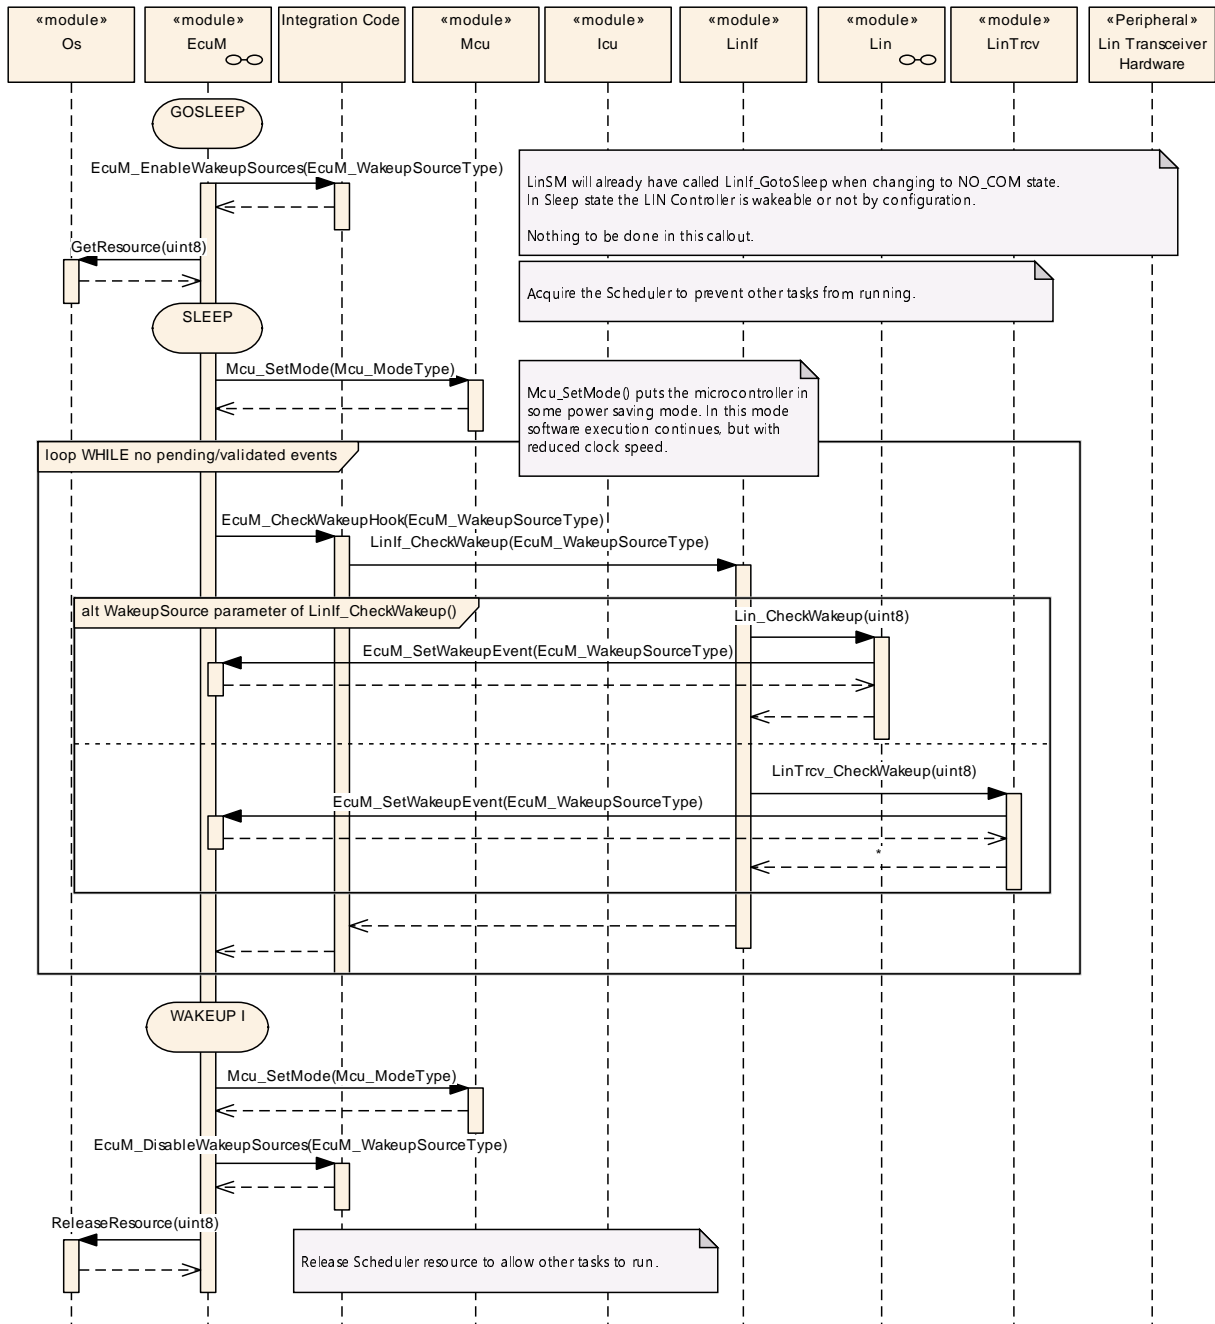 «module»
Os
«module»
EcuM
Integration Code
«module»
Mcu
«module»
Icu
«module»
LinIf
«module»
Lin
«module»
LinTrcv
«Peripheral»
Lin Transceiver
Hardware
GOSLEEP
EcuM_EnableWakeupSources(EcuM_WakeupSourceType)
LinSM will already have called LinIf_GotoSleep when changing to NO_COM state.
In Sleep state the LIN Controller is wakeable or not by configuration.
Nothing to be done in this callout.
GetResource(uint8)
Acquire the Scheduler to prevent other tasks from running.
SLEEP
Mcu_SetMode(Mcu_ModeType)
Mcu_SetMode() puts the microcontroller in
some power saving mode. In this mode
software execution continues, but with
reduced clock speed.
loop WHILE no pending/validated events
EcuM_CheckWakeupHook(EcuM_WakeupSourceType)
LinIf_CheckWakeup(EcuM_WakeupSourceType)
alt WakeupSource parameter of LinIf_CheckWakeup()
Lin_CheckWakeup(uint8)
EcuM_SetWakeupEvent(EcuM_WakeupSourceType)
LinTrcv_CheckWakeup(uint8)
EcuM_SetWakeupEvent(EcuM_WakeupSourceType)
*
WAKEUP I
Mcu_SetMode(Mcu_ModeType)
EcuM_DisableWakeupSources(EcuM_WakeupSourceType)
ReleaseResource(uint8)
Release Scheduler resource to allow other tasks to run.